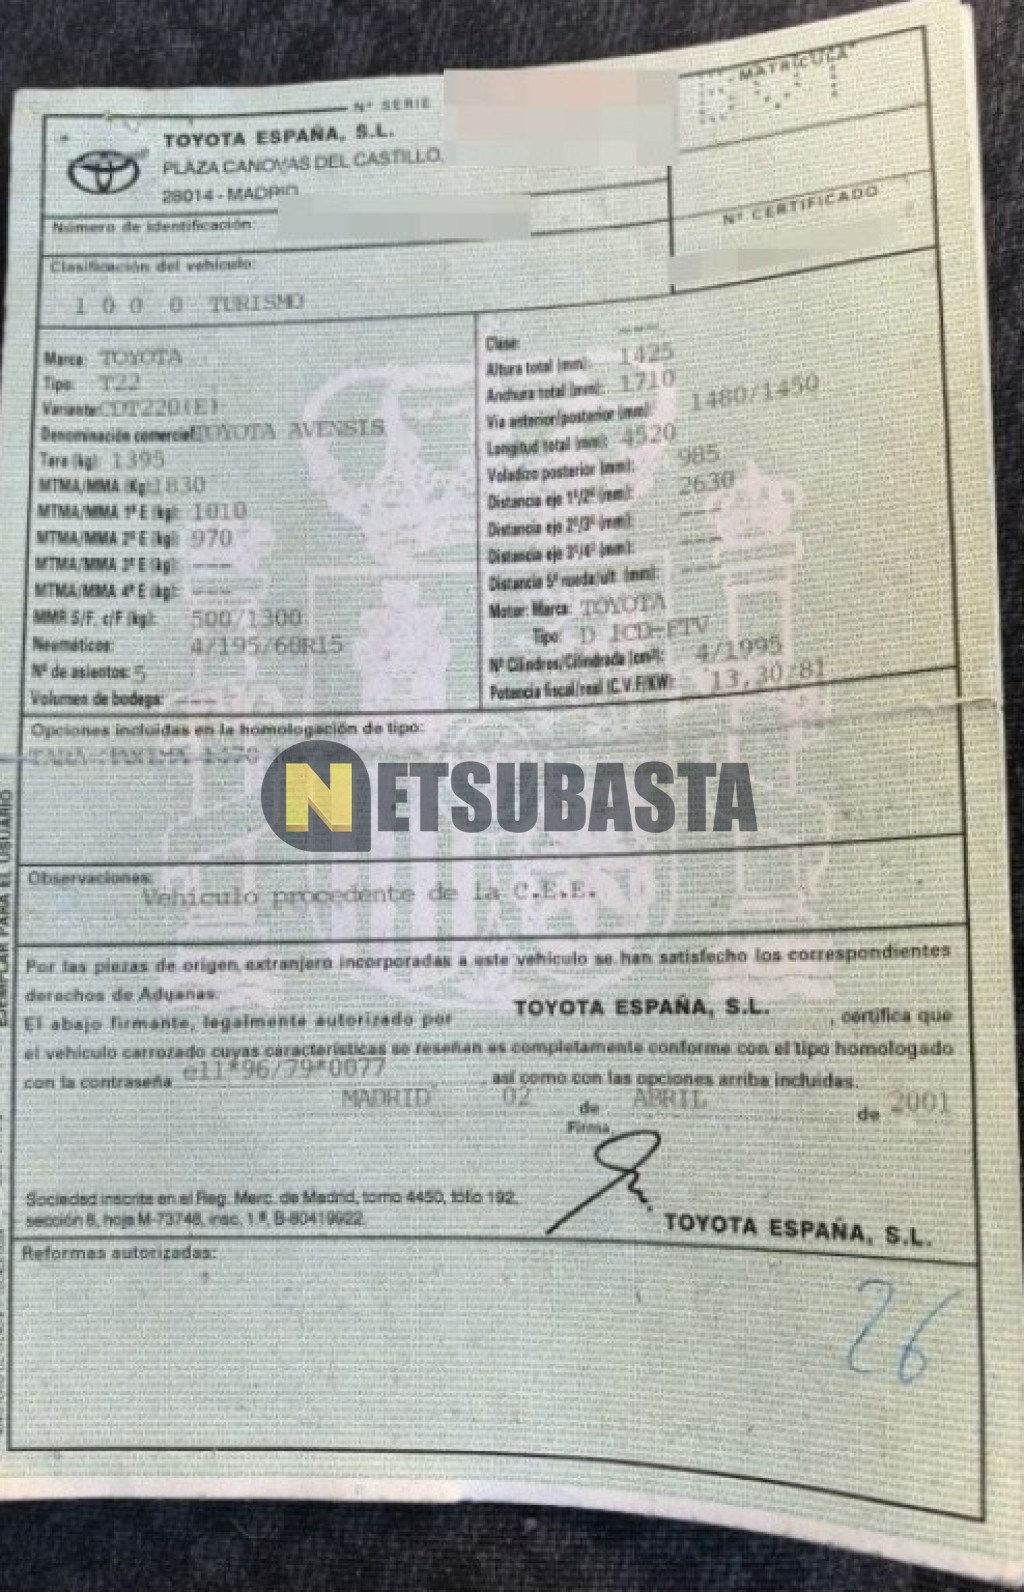 Nº SERIE
MATRICULA
TOYOTA ESPAÑA, S.L.
PLAZA CANOVAS DEL CASTILLO,
28014 - MADRID
Número de Identificación:
Nº CERTIFICADO
Clasificación del vehículo:
1 0 0 0 TURISMO
Marca: TOYOTA
Tipo: T22
Variante: CDT220(E)
Denominación comercial: TOYOTA AVENSIS
Tara (kg): 1395
MTMA/MMA (Kg): 1830
MTMA/MMA 1º E (kg): 1010
MTMA/MMA 2º E (kg): 970
MTMA/MMA 3º E (kg): ---
MTMA/MMA 4º E (kg): ---
MMR S/F, c/F (kg): 500/1300
Neumáticos: 4/195/60R15
Nº de asientos: 5
Volumen de bodega: ---
Clase: ---
Altura total (mm): 1425
Anchura total (mm): 1710
Via anterior/posterior (mm): 1480/1450
Longitud total (mm): 4520
Voladizo posterior (mm): 985
Distancia eje 1º/2º (mm): 2630
Distancia eje 2º/3º (mm): ---
Distancia eje 3º/4º (mm): ---
Distancia 5ª rueda/ult. (mm): ---
Motor: Marca: TOYOTA
Tipo: D 1CD-FTV
Nº Cilindros/Cilindrada (cm³): 4/1995
Potencia fiscal/real (C.V.F/KW): 13,30/81
Opciones incluidas en la homologación de tipo:
TARA MAXIMA 1470
NETSUBASTA
Observaciones:
Vehiculo procedente de la C.E.E.
Por las piezas de origen extranjero incorporadas a este vehiculo se han satisfecho los correspondientes
derechos de Aduanas.
El abajo firmante, legalmente autorizado por TOYOTA ESPAÑA, S.L. , certifica que
el vehiculo carrozado cuyas características se reseñan es completamente conforme con el tipo homologado
con la contraseña e11*96/79*0077 , así como con las opciones arriba incluidas.
MADRID 02 de ABRIL de 2001
Firma,
Sociedad inscrita en el Reg. Merc. de Madrid, tomo 4450, folio 192,
sección 8, hoja M-73748, insc. 1.ª, B-80419922
TOYOTA ESPAÑA, S.L.
Reformas autorizadas:
26
EJEMPLAR PARA EL USUARIO